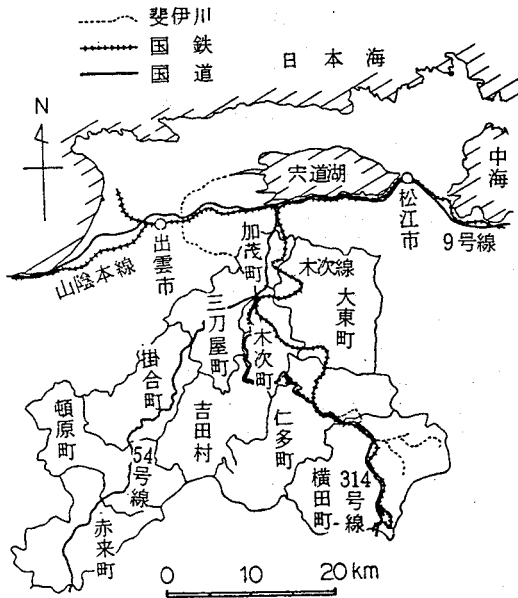 斐伊川
国鉄
国道
日本海
N
中海
宍道湖
松江市
9号線
出雲市
加茂町
山陰本線
木次線
大東町
三刀屋町
木次町
掛合町
頓原町
吉田村
仁多町
54号線
横田町
314号線
赤来町
0 10 20km